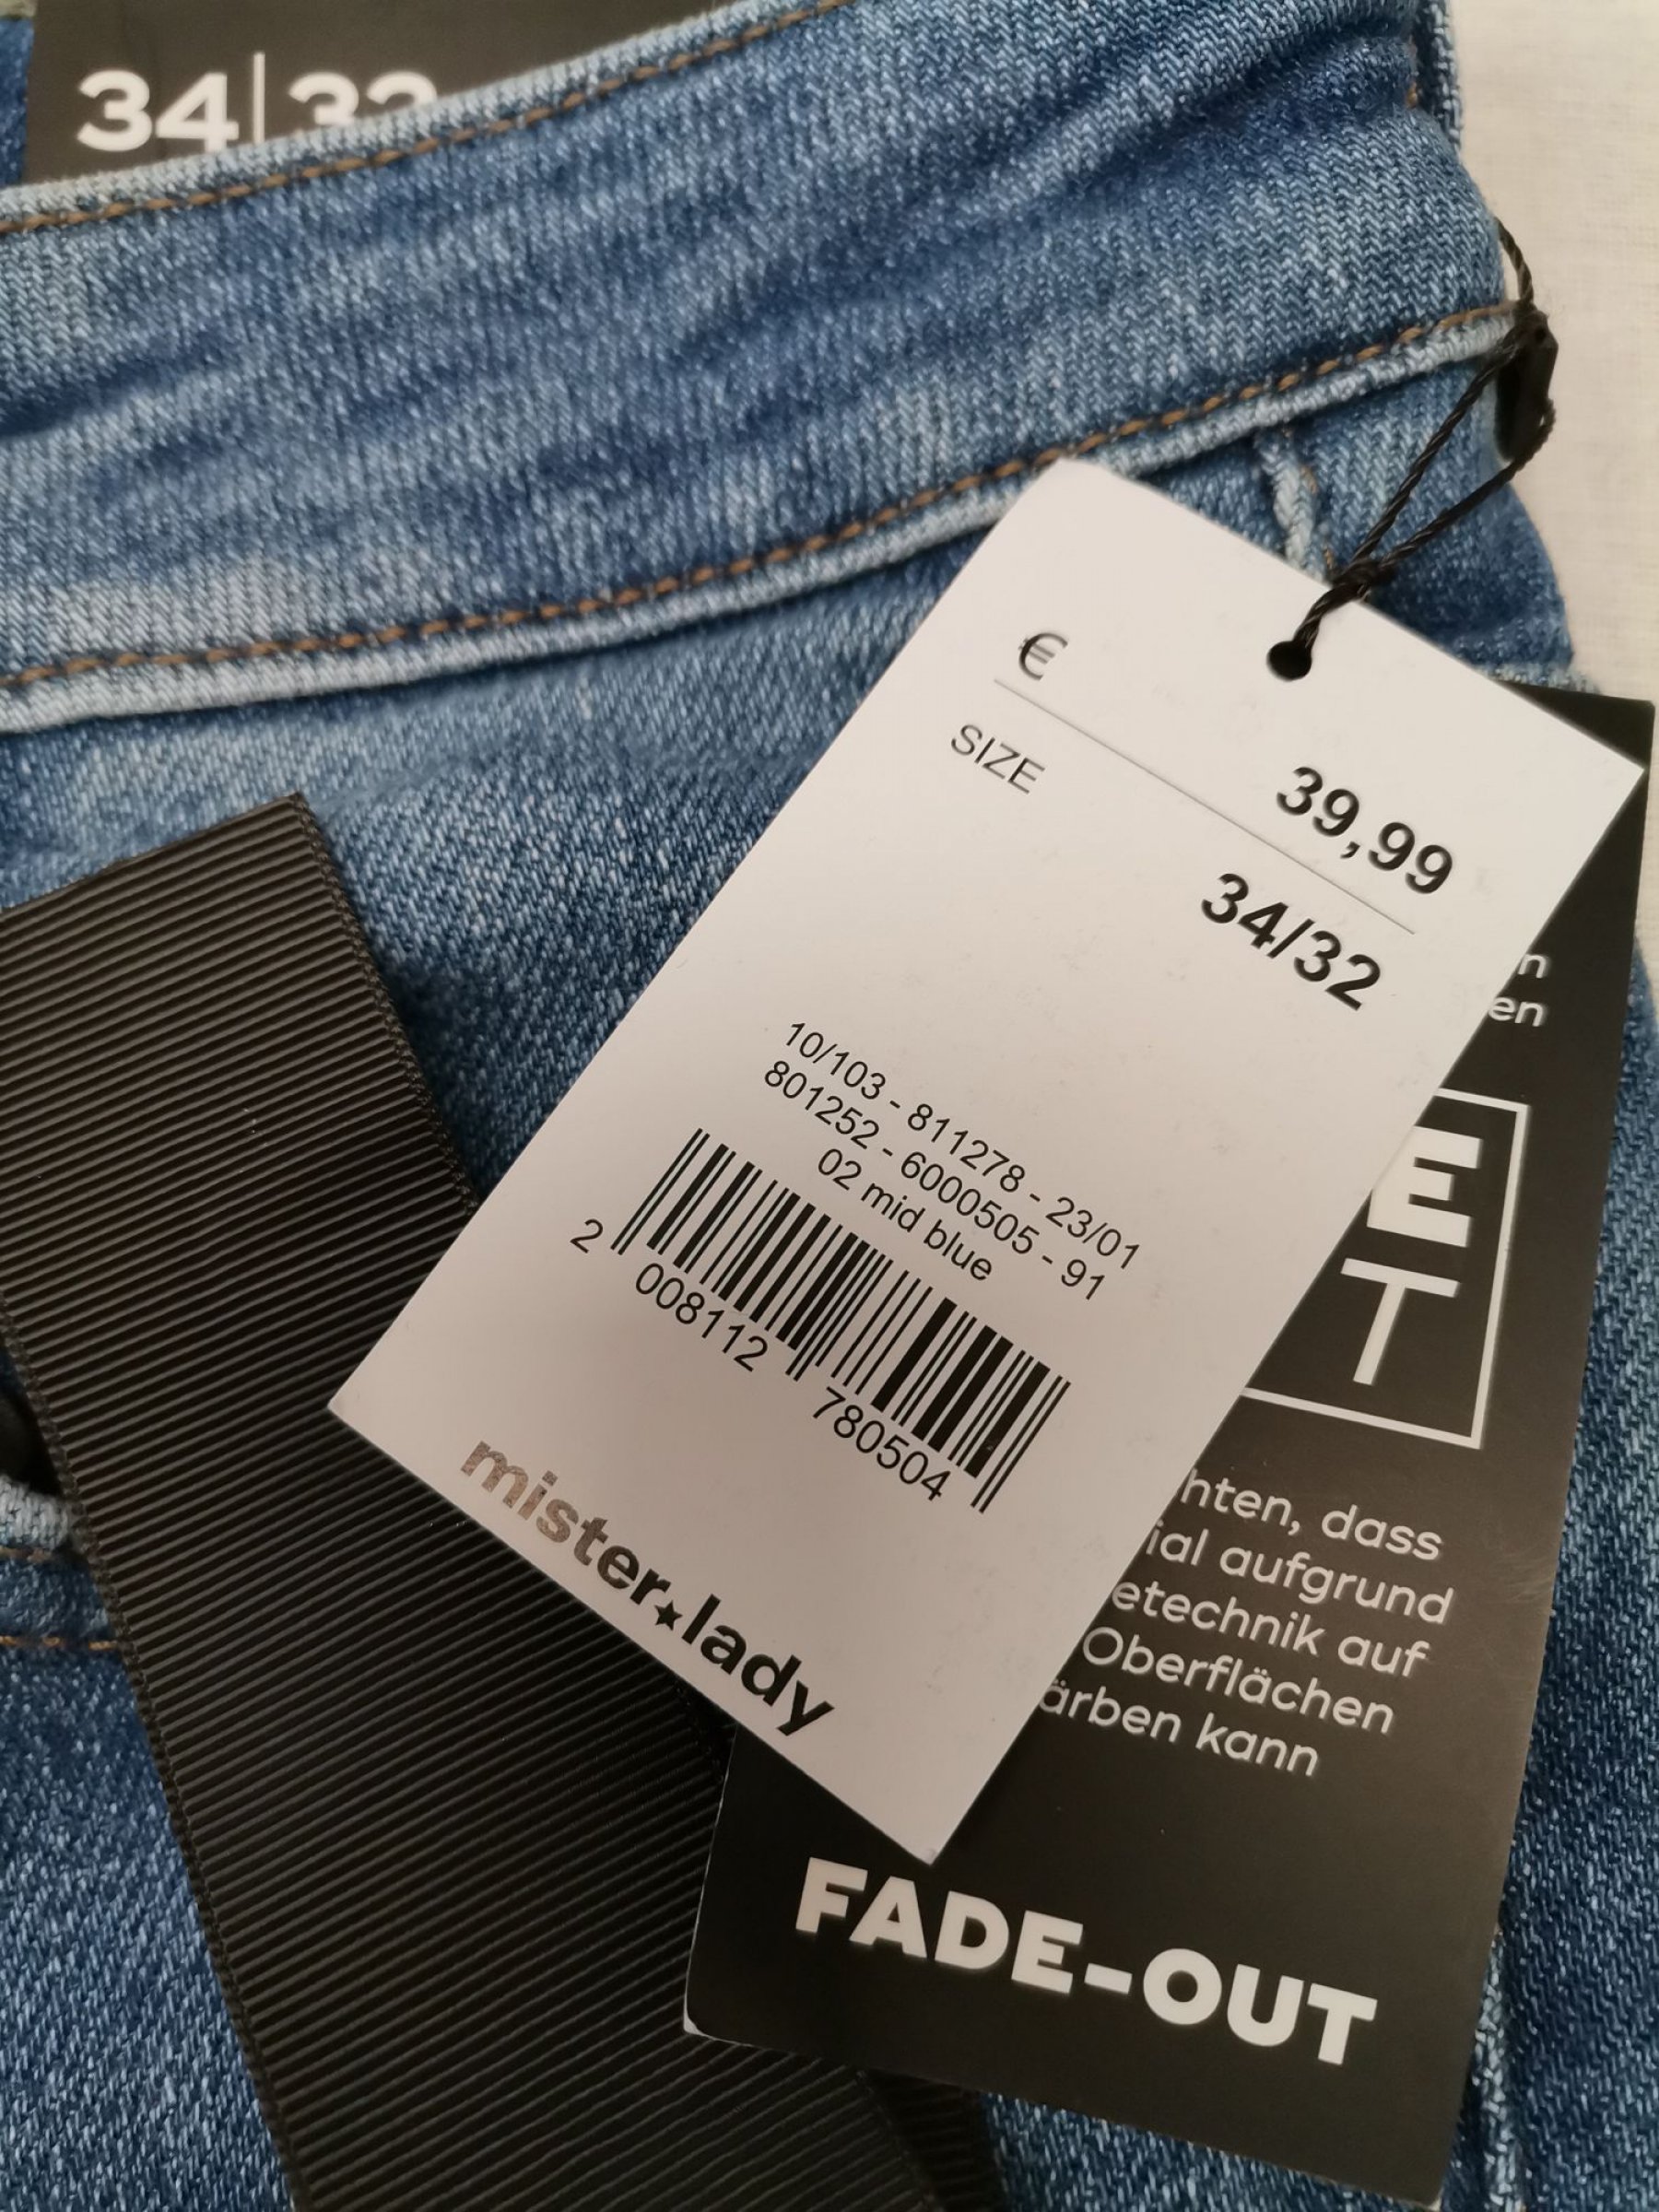 34|32
€ 39,99
SIZE 34/32
10/103 - 811278 - 23/01
801252 - 6000505 - 91
02 mid blue
2 008112 780504
mister★lady
n
en
E
T
hten, dass
ial aufgrund
etechnik auf
Oberflächen
ärben kann
FADE-OUT